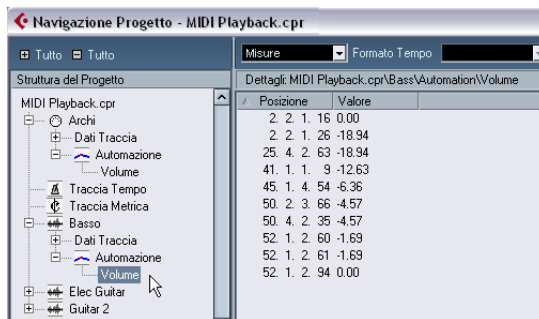 Navigazione Progetto - MIDI Playback.cpr
Tutto Tutto
Misure Formato Tempo
Struttura del Progetto
Dettagli: MIDI Playback.cpr\Bass\Automation\Volume
MIDI Playback.cpr
Archi
Dati Traccia
Automazione
Volume
Traccia Tempo
Traccia Metrica
Basso
Dati Traccia
Automazione
Volume
Elec Guitar
Guitar 2
Posizione Valore
2. 2. 1. 16 0.00
2. 2. 1. 26 -18.94
25. 4. 2. 63 -18.94
41. 1. 1. 9 -12.63
45. 1. 4. 54 -6.36
50. 2. 3. 66 -4.57
50. 4. 2. 35 -4.57
52. 1. 2. 60 -1.69
52. 1. 2. 61 -1.69
52. 1. 2. 94 0.00